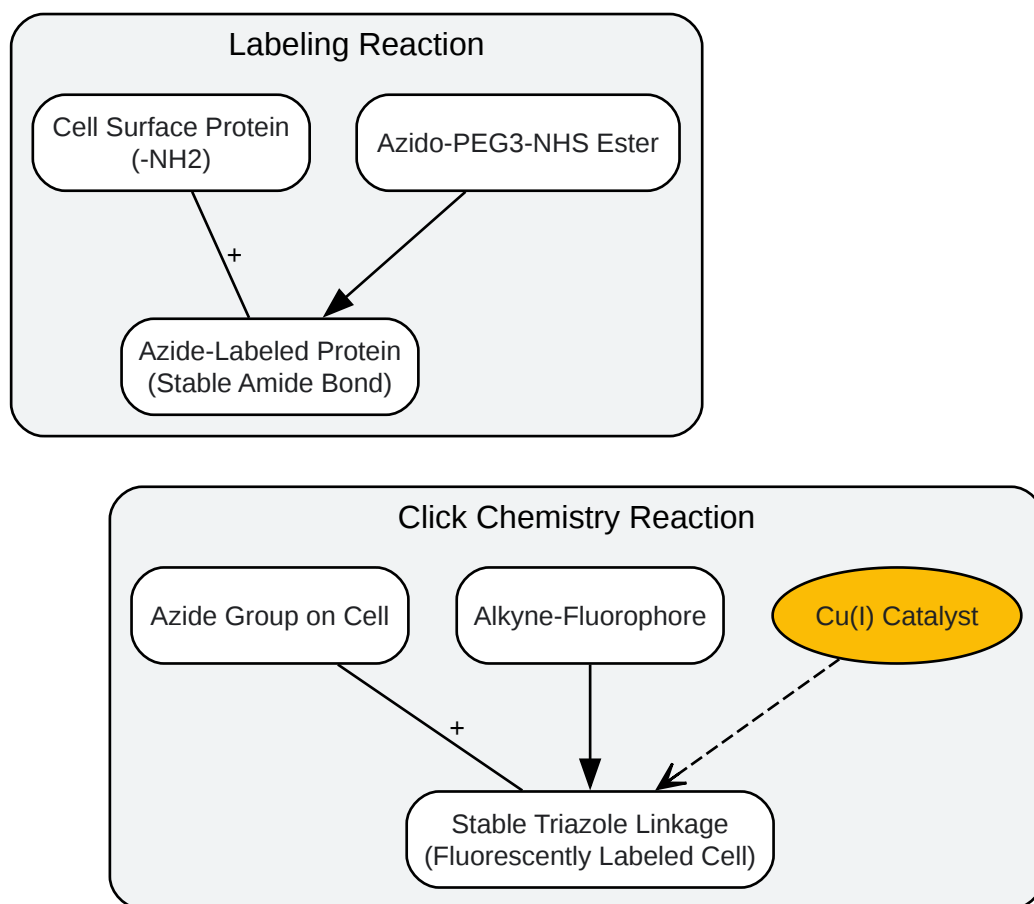 Labeling Reaction
Cell Surface Protein
(-NH2)
Azido-PEG3-NHS Ester
+
Azide-Labeled Protein
(Stable Amide Bond)
Click Chemistry Reaction
Azide Group on Cell
Alkyne-Fluorophore
Cu(I) Catalyst
+
Stable Triazole Linkage
(Fluorescently Labeled Cell)